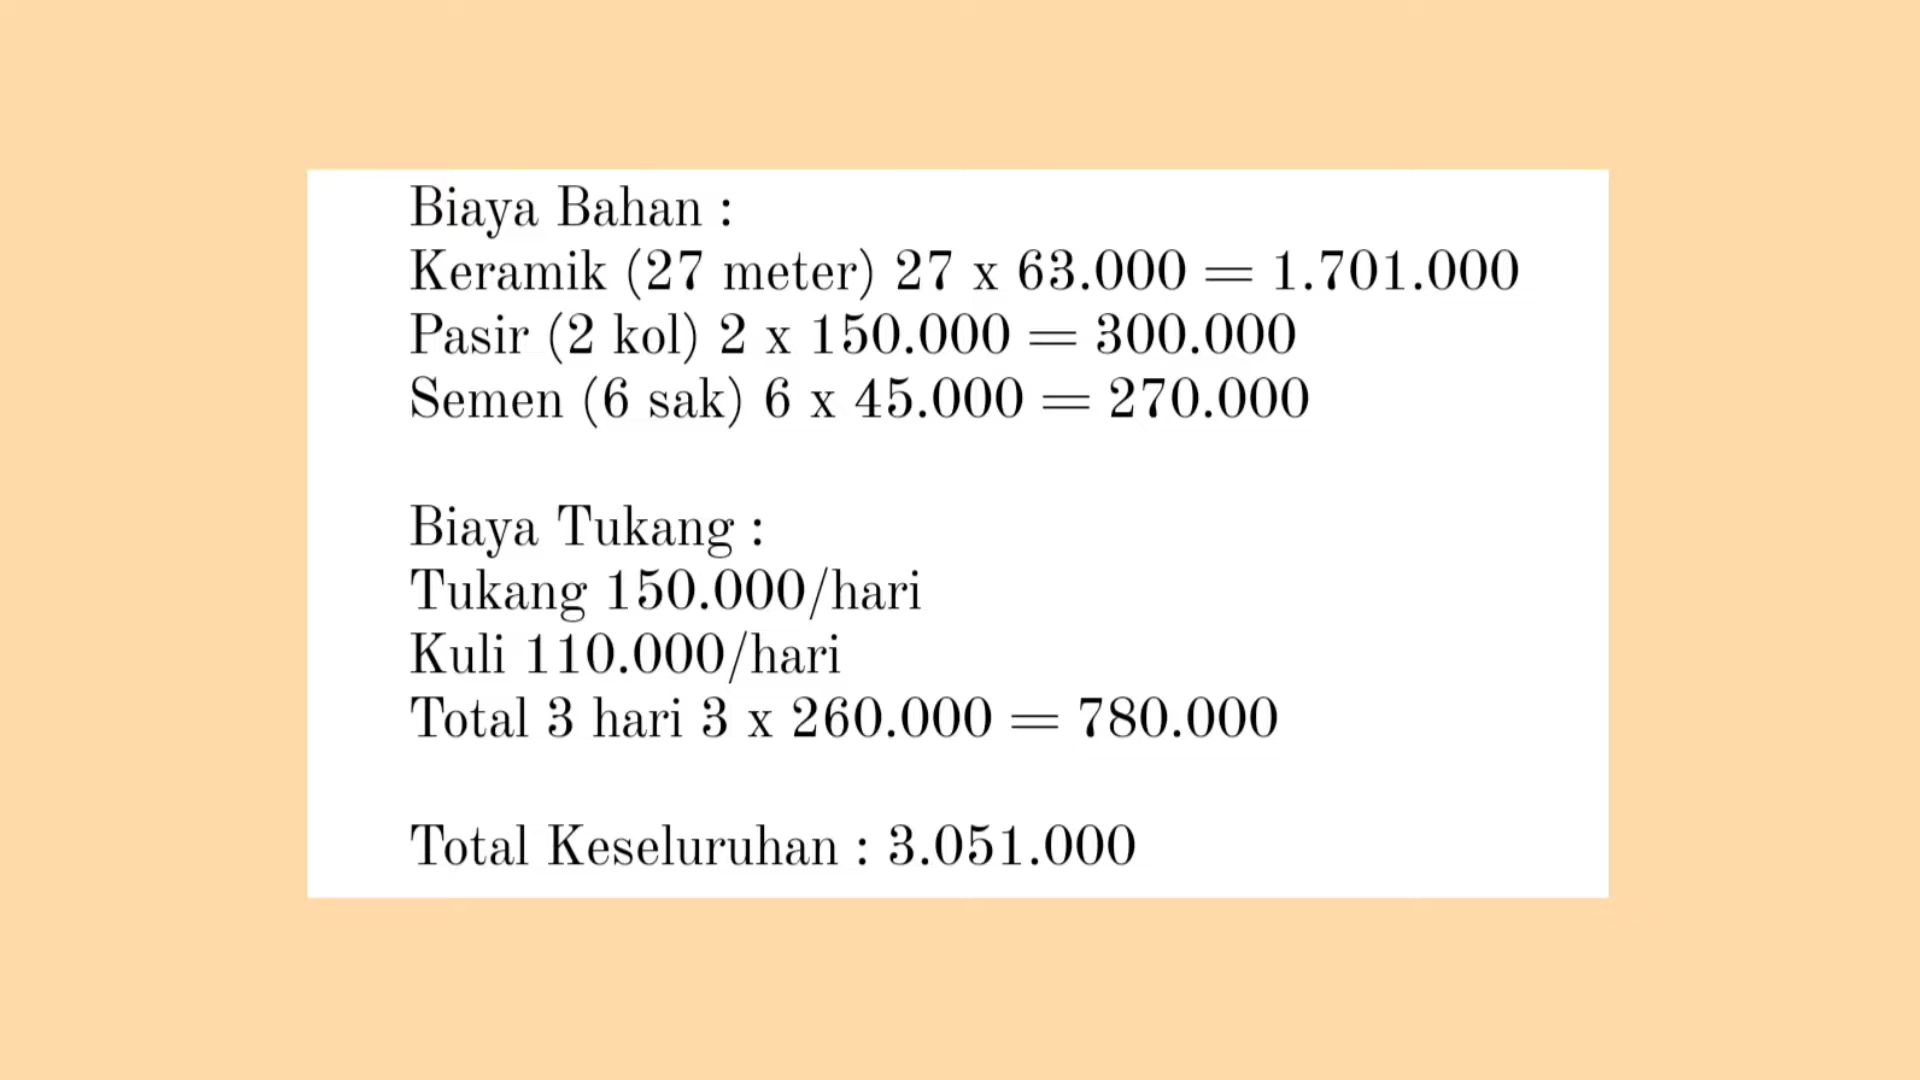 Biaya Bahan :
Keramik (27 meter) 27 x 63.000 = 1.701.000
Pasir (2 kol) 2 x 150.000 = 300.000
Semen (6 sak) 6 x 45.000 = 270.000
Biaya Tukang :
Tukang 150.000/hari
Kuli 110.000/hari
Total 3 hari 3 x 260.000 = 780.000
Total Keseluruhan : 3.051.000